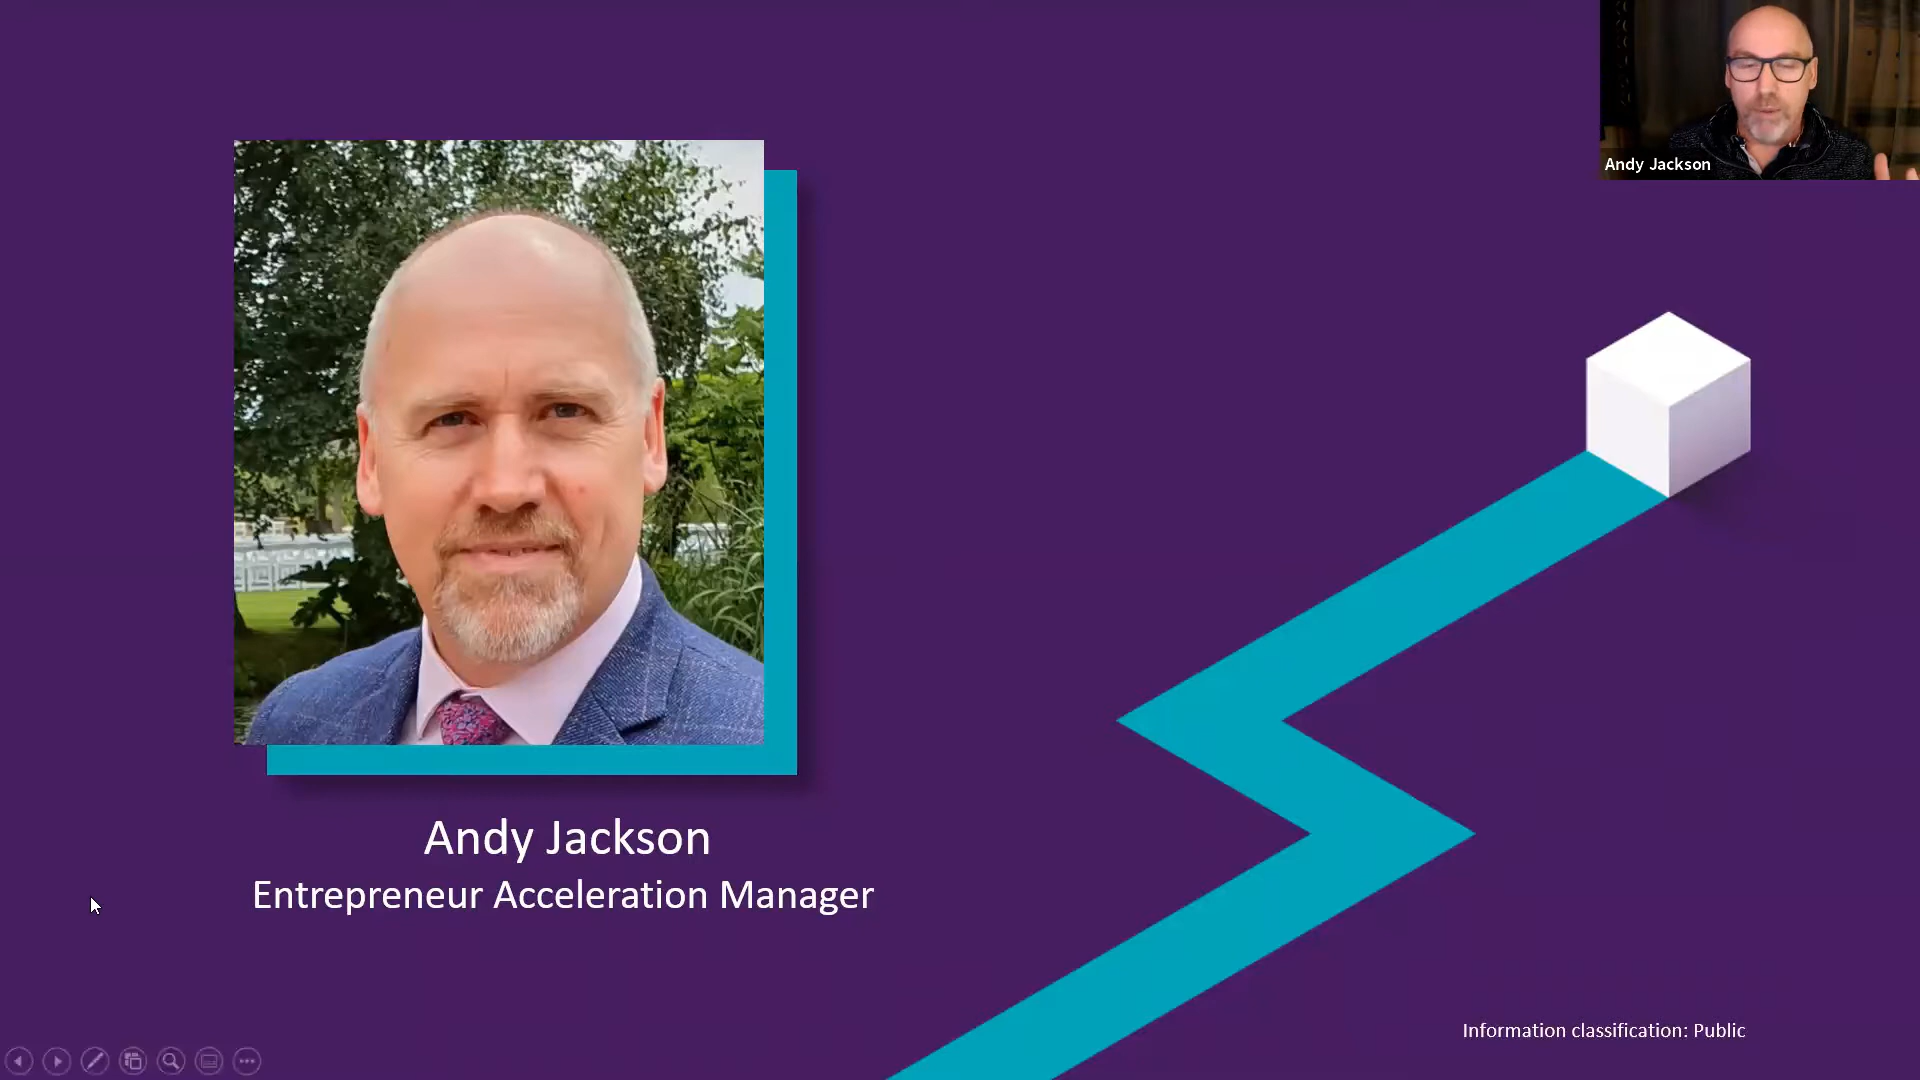 Andy Jackson
Andy Jackson
Entrepreneur Acceleration Manager
Information classification: Public